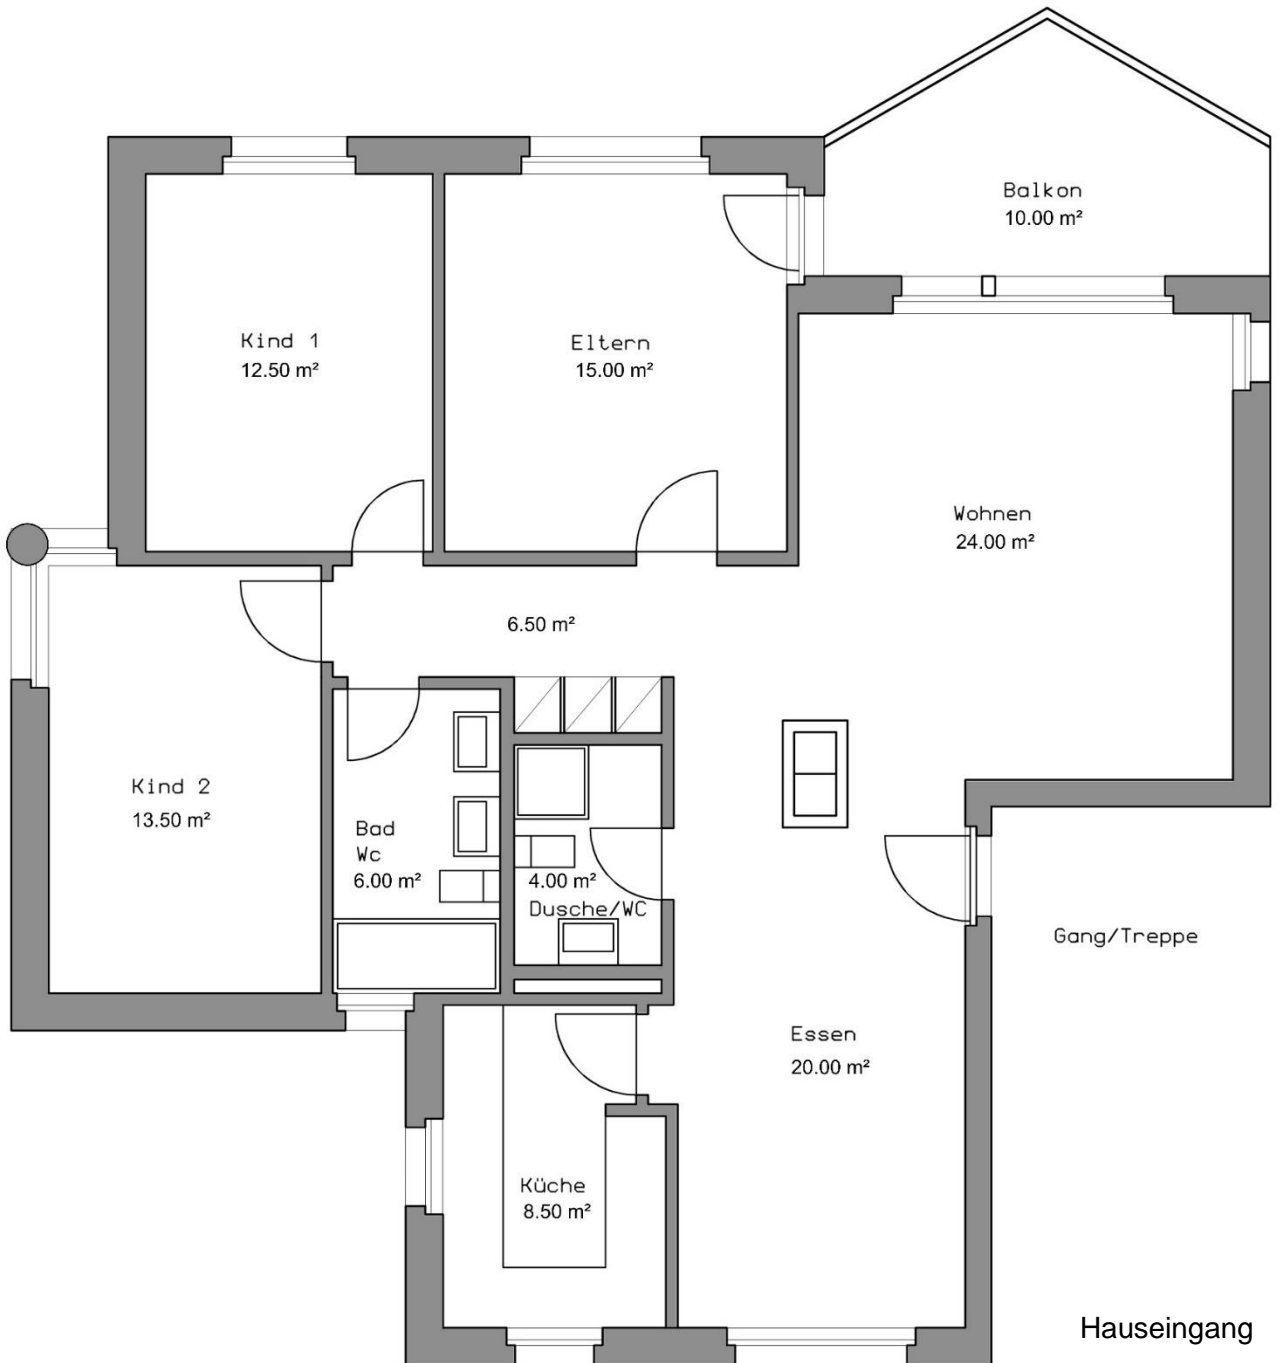 Balkon
10.00 m²
Kind 1
12.50 m²
Eltern
15.00 m²
Wohnen
24.00 m²
6.50 m²
Kind 2
13.50 m²
Bad
Wc
6.00 m²
4.00 m²
Dusche/WC
Gang/Treppe
Essen
20.00 m²
Küche
8.50 m²
Hauseingang